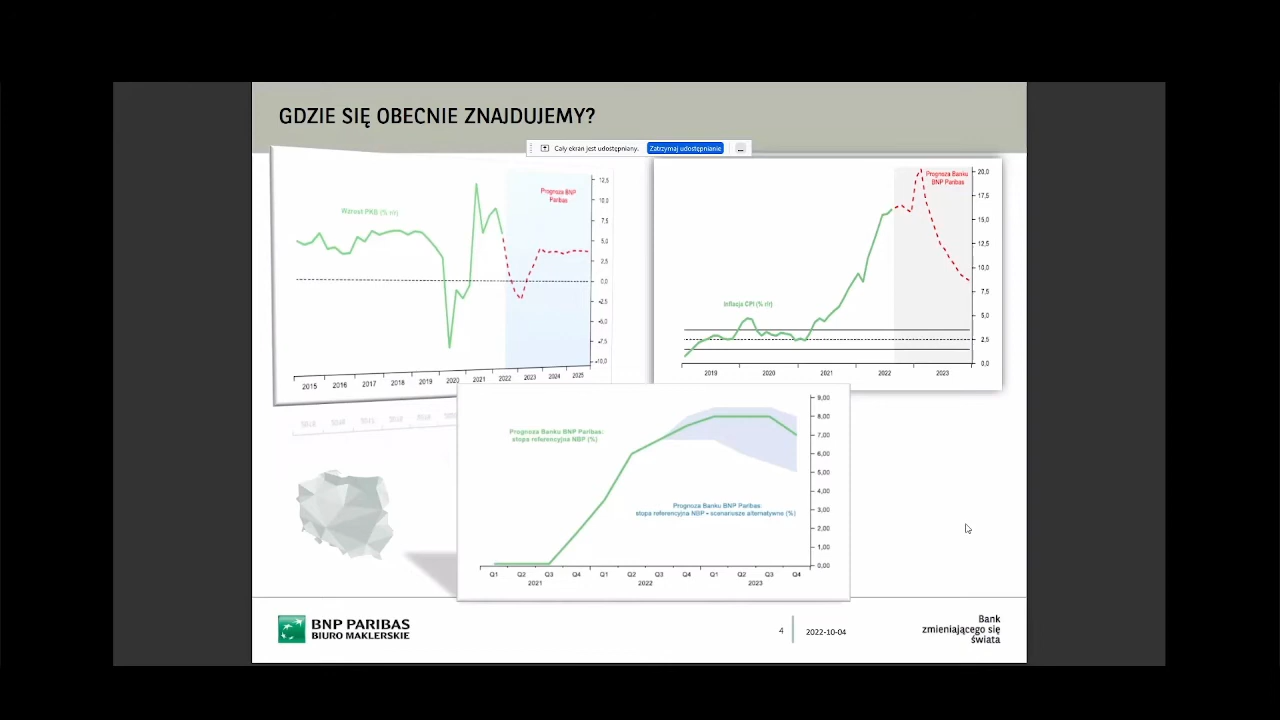 GDZIE SIĘ OBECNIE ZNAJDUJEMY?
Cały ekran jest udostępniany.
Zatrzymaj udostępnianie
Wzrost PKB (% r/r)
Prognoza BNP
Paribas
12,5
10,0
7,5
5,0
2,5
0,0
-2,5
-5,0
-7,5
-10,0
2015 2016 2017 2018 2019 2020 2021 2022 2023 2024 2025
Inflacja CPI (% r/r)
Prognoza Banku
BNP Paribas
20,0
17,5
15,0
12,5
10,0
7,5
5,0
2,5
0,0
2019 2020 2021 2022 2023
Prognoza Banku BNP Paribas:
stopa referencyjna NBP (%)
Prognoza Banku BNP Paribas:
stopa referencyjna NBP - scenariusze alternatywne (%)
9,00
8,00
7,00
6,00
5,00
4,00
3,00
2,00
1,00
0,00
Q1 Q2 Q3 Q4 Q1 Q2 Q3 Q4 Q1 Q2 Q3 Q4
2021 2022 2023
BNP PARIBAS
BIURO MAKLERSKIE
4
2022-10-04
Bank
zmieniającego się
świata